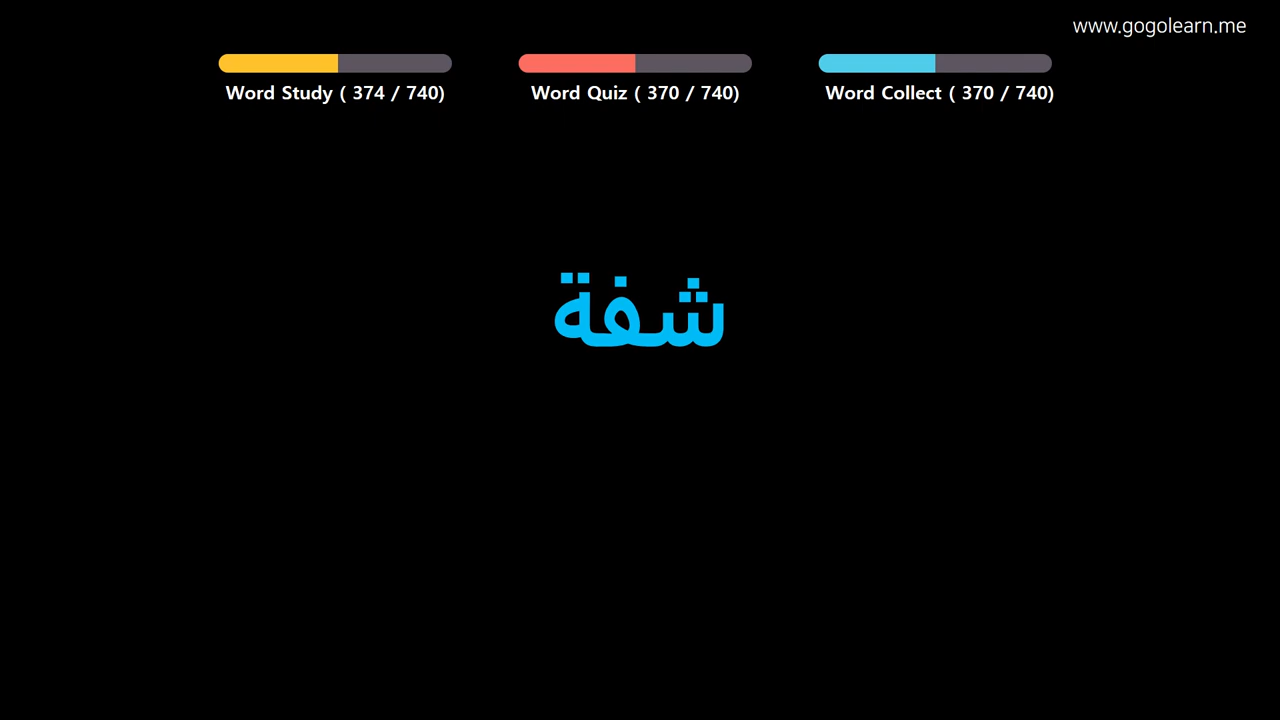 www.gogolearn.me
Word Study ( 374 / 740)
Word Quiz ( 370 / 740)
Word Collect ( 370 / 740)
شفة